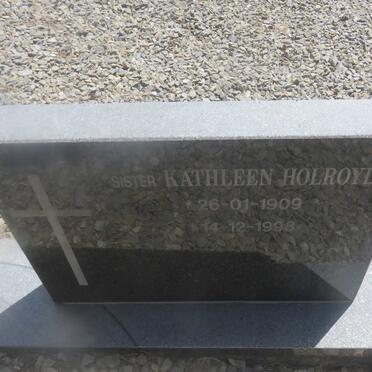 SISTER KATHLEEN HOLROYD
* 26-01-1909
14-12-1998